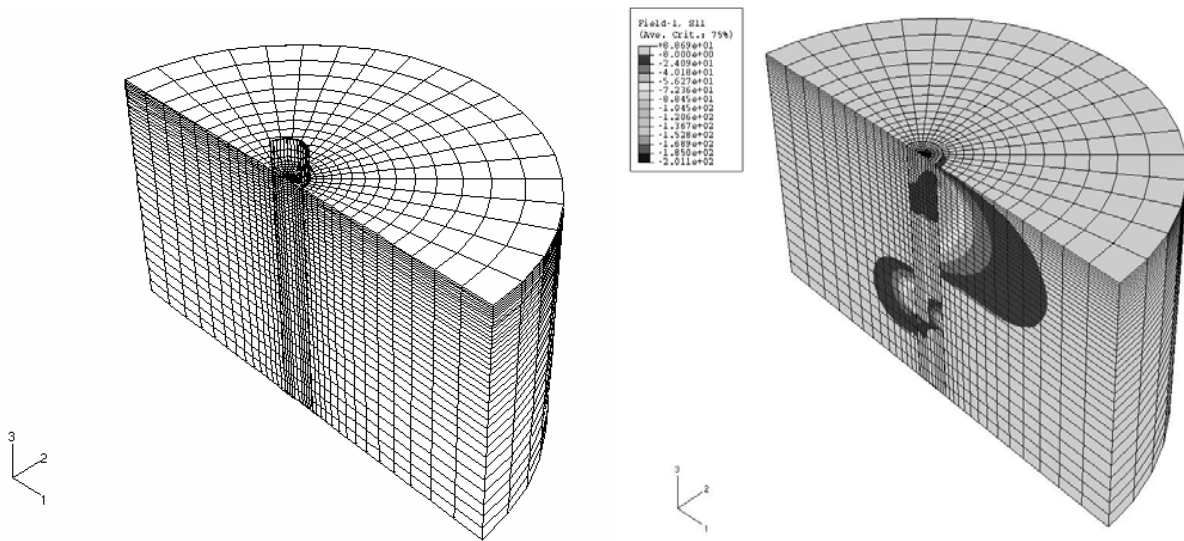 Field-1, S11
(Ave. Crit.: 75%)
+8.869e+01
-8.000e+00
-2.409e+01
-4.018e+01
-5.627e+01
-7.236e+01
-8.845e+01
-1.045e+02
-1.206e+02
-1.367e+02
-1.528e+02
-1.689e+02
-1.850e+02
-2.011e+02
3
2
1
3
2
1